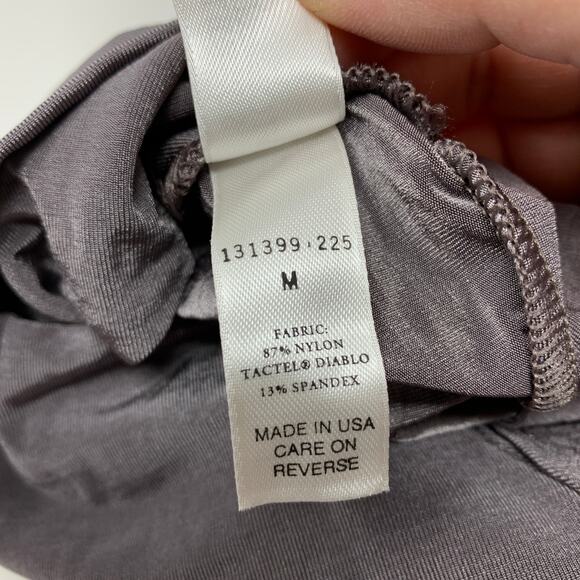 131399·225
M
FABRIC:
87% NYLON
TACTEL® DIABLO
13% SPANDEX
MADE IN USA
CARE ON
REVERSE